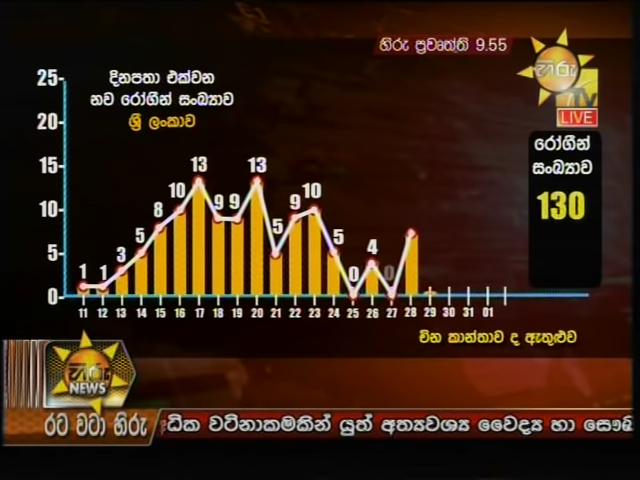 හිරු ප්‍රවෘත්ති 9.55
හිරු
TV
LIVE
දිනපතා එක්වන
නව රෝගීන් සංඛ්‍යාව
ශ්‍රී ලංකාව
රෝගීන්
සංඛ්‍යාව
130
25
20
15
10
5
0
1 1 3 5 8 10 13 9 9 13 5 9 10 5 0 4 0
11 12 13 14 15 16 17 18 19 20 21 22 23 24 25 26 27 28 29 30 31 01
චීන කාන්තාව ද ඇතුළුව
හිරු
NEWS
රට වටා හිරු
අධික වටිනාකමකින් යුත් අත්‍යවශ්‍ය වෛද්‍ය හා